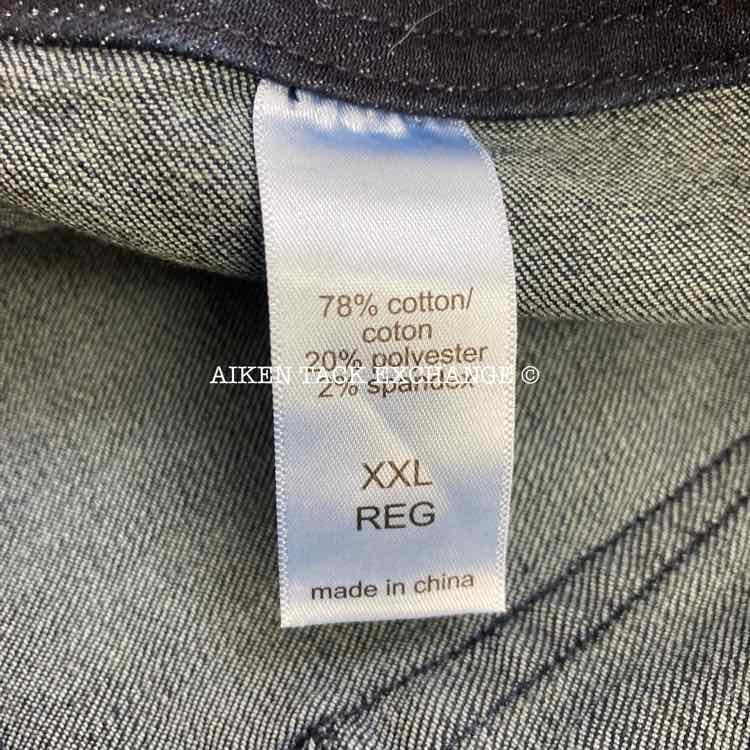 78% cotton/
coton
20% polyester
AIKEN TACK EXCHANGE ©
2% spandex
XXL
REG
made in china